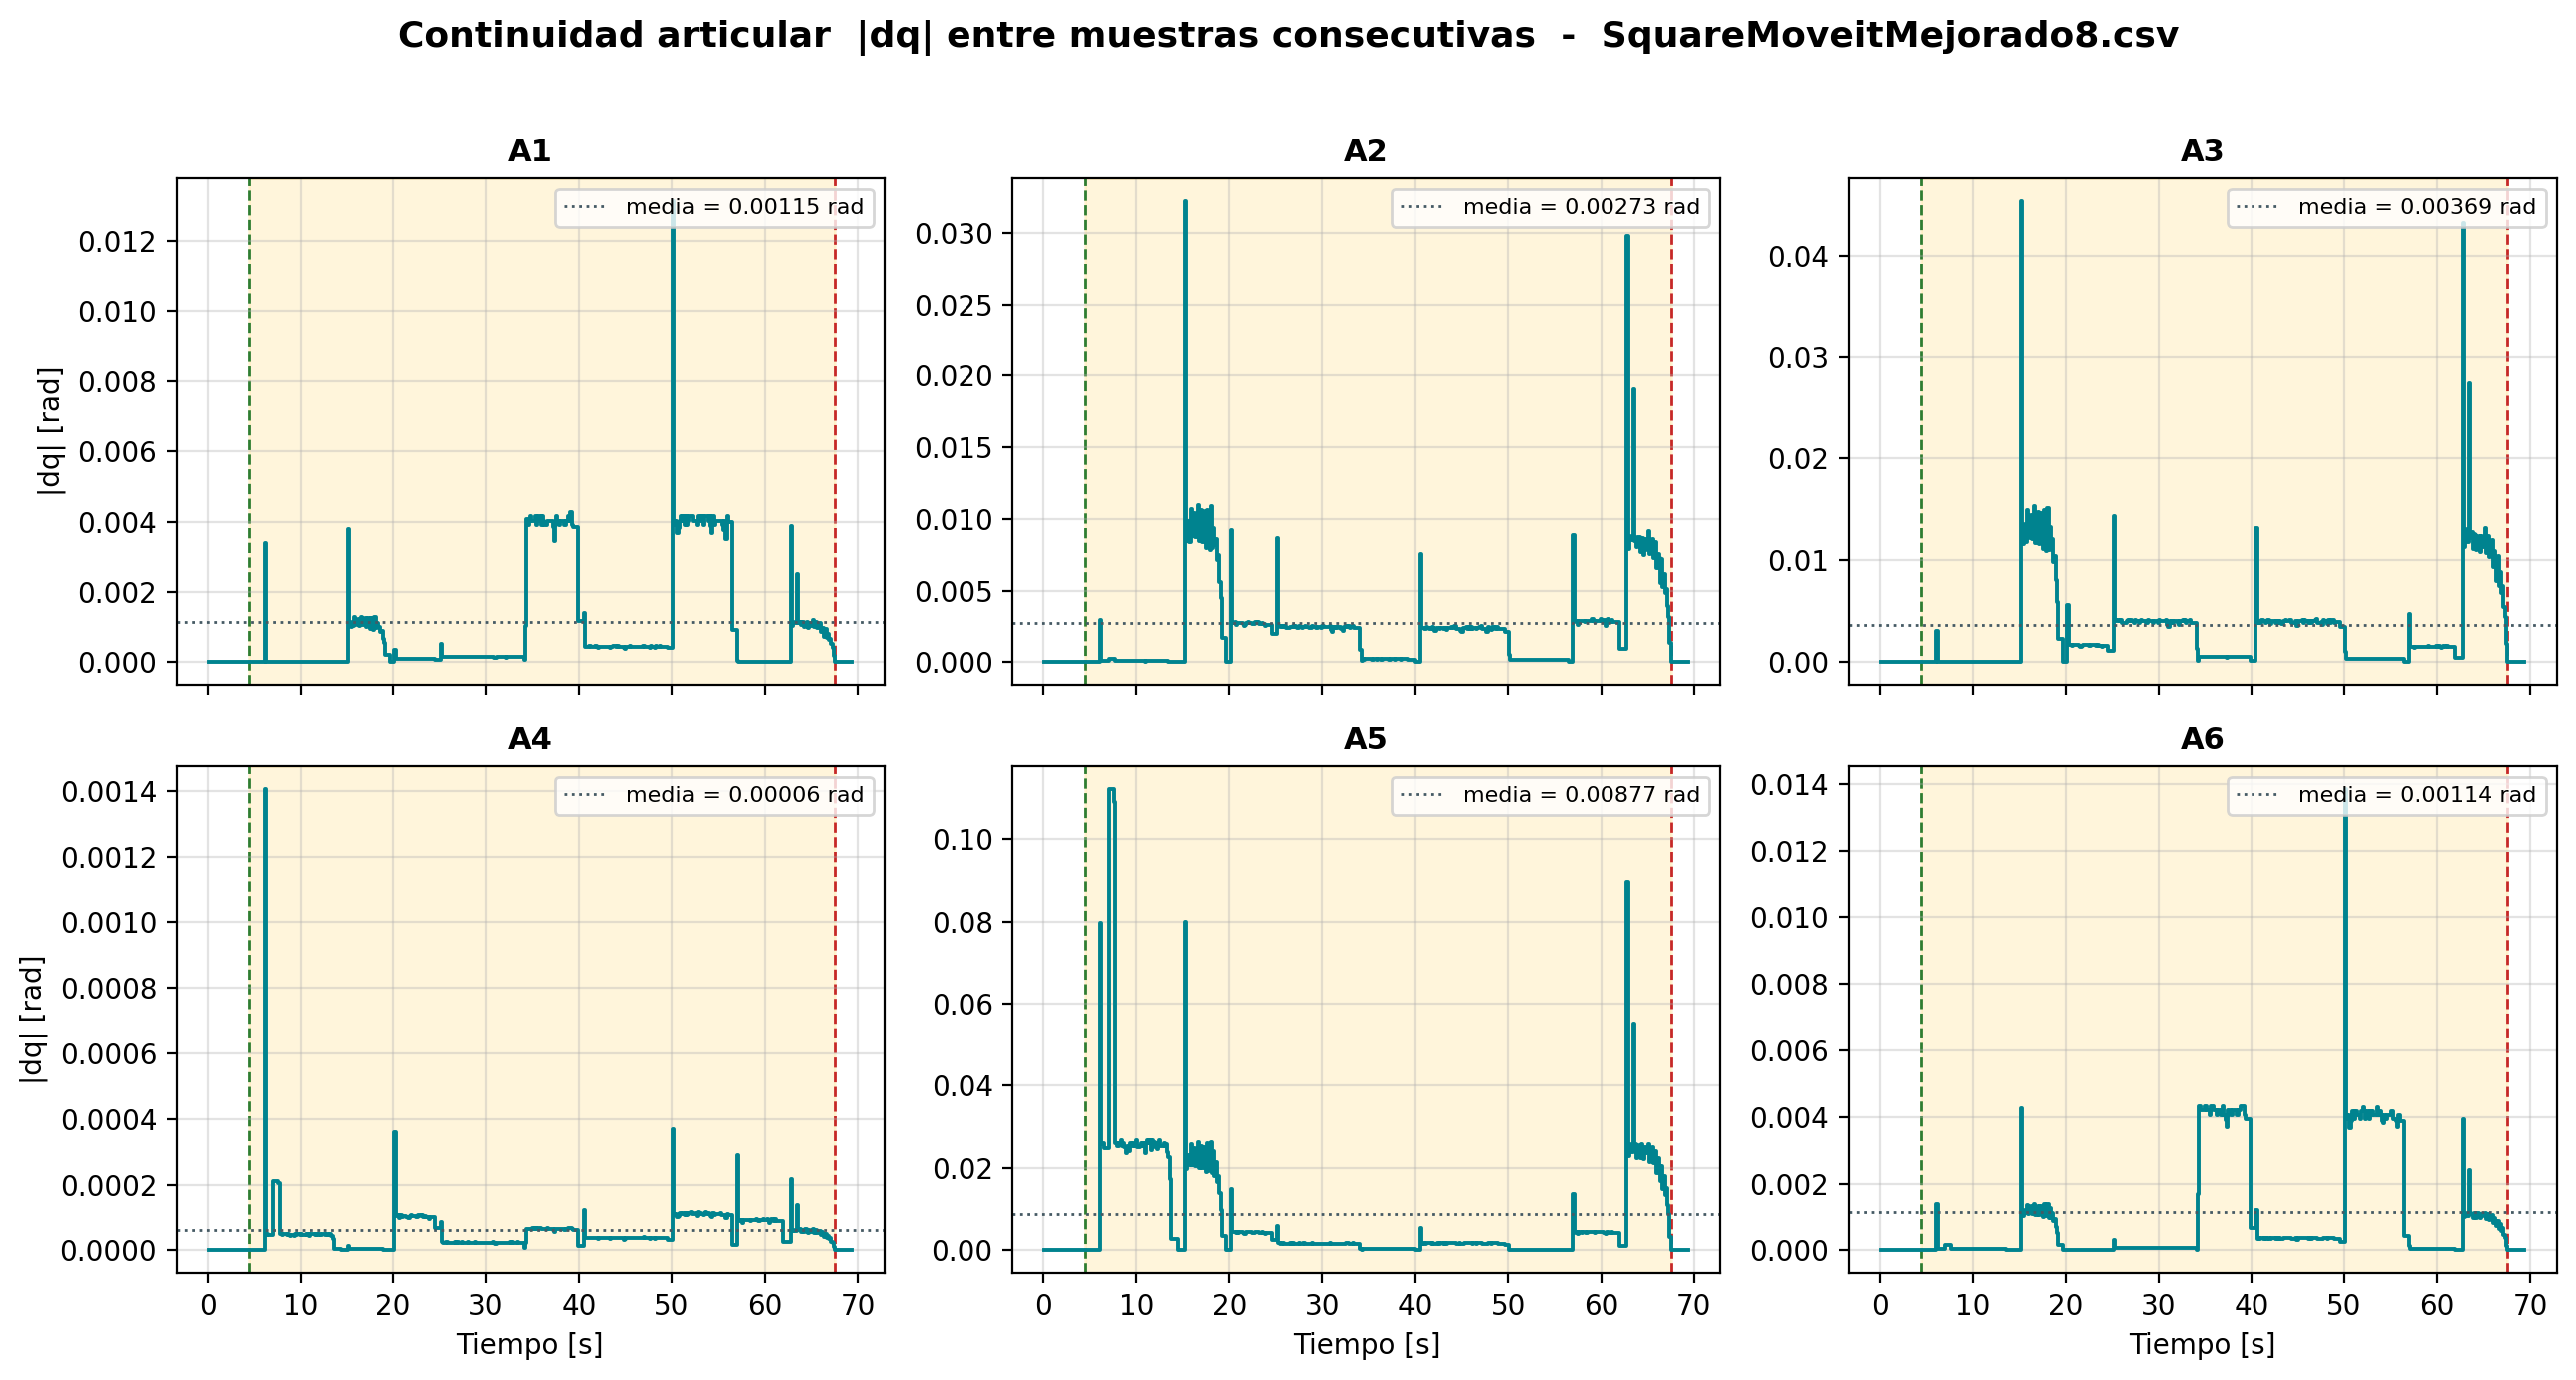 Continuidad articular |dq| entre muestras consecutivas - SquareMoveitMejorado8.csv
A1
A2
A3
media = 0.00115 rad
media = 0.00273 rad
media = 0.00369 rad
|dq| [rad]
0.012
0.010
0.008
0.006
0.004
0.002
0.000
0.030
0.025
0.020
0.015
0.010
0.005
0.000
0.04
0.03
0.02
0.01
0.00
A4
A5
A6
media = 0.00006 rad
media = 0.00877 rad
media = 0.00114 rad
|dq| [rad]
0.0014
0.0012
0.0010
0.0008
0.0006
0.0004
0.0002
0.0000
0.10
0.08
0.06
0.04
0.02
0.00
0.014
0.012
0.010
0.008
0.006
0.004
0.002
0.000
0 10 20 30 40 50 60 70
0 10 20 30 40 50 60 70
0 10 20 30 40 50 60 70
Tiempo [s]
Tiempo [s]
Tiempo [s]